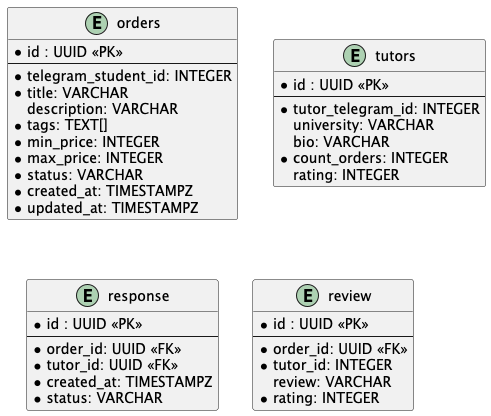 E orders
* id : UUID «PK»
* telegram_student_id: INTEGER
* title: VARCHAR
description: VARCHAR
* tags: TEXT[]
* min_price: INTEGER
* max_price: INTEGER
* status: VARCHAR
* created_at: TIMESTAMPZ
* updated_at: TIMESTAMPZ
E tutors
* id : UUID «PK»
* tutor_telegram_id: INTEGER
university: VARCHAR
bio: VARCHAR
* count_orders: INTEGER
rating: INTEGER
E response
* id : UUID «PK»
* order_id: UUID «FK»
* tutor_id: UUID «FK»
* created_at: TIMESTAMPZ
* status: VARCHAR
E review
* id : UUID «PK»
* order_id: UUID «FK»
* tutor_id: INTEGER
review: VARCHAR
* rating: INTEGER